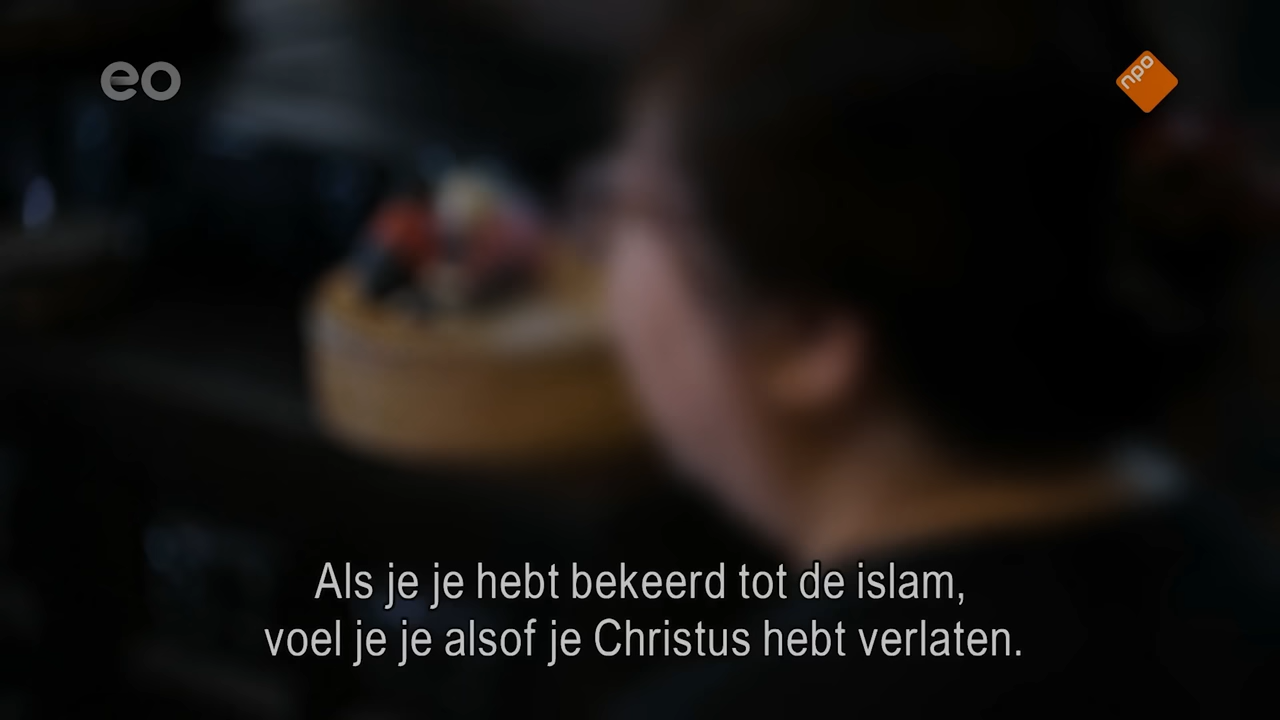 eo
npo
Als je je hebt bekeerd tot de islam,
voel je je alsof je Christus hebt verlaten.